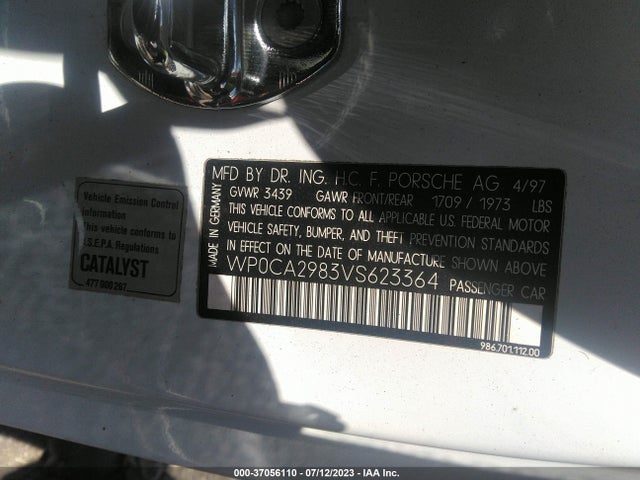 MFD BY DR. ING. H.C. F. PORSCHE AG 4/97
GVWR 3439 GAWR FRONT/REAR 1709 / 1973 LBS
THIS VEHICLE CONFORMS TO ALL APPLICABLE U.S. FEDERAL MOTOR
VEHICLE SAFETY, BUMPER, AND THEFT PREVENTION STANDARDS
IN EFFECT ON THE DATE OF MANUFACTURE SHOWN ABOVE
WP0CA2983VS623364 PASSENGER CAR
MADE IN GERMANY
986.701.112.00
Vehicle Emission Control
Information
This vehicle conforms to
U.S.E.P.A. Regulations
CATALYST
477 800 267
000-37056110 - 07/12/2023 - IAA Inc.